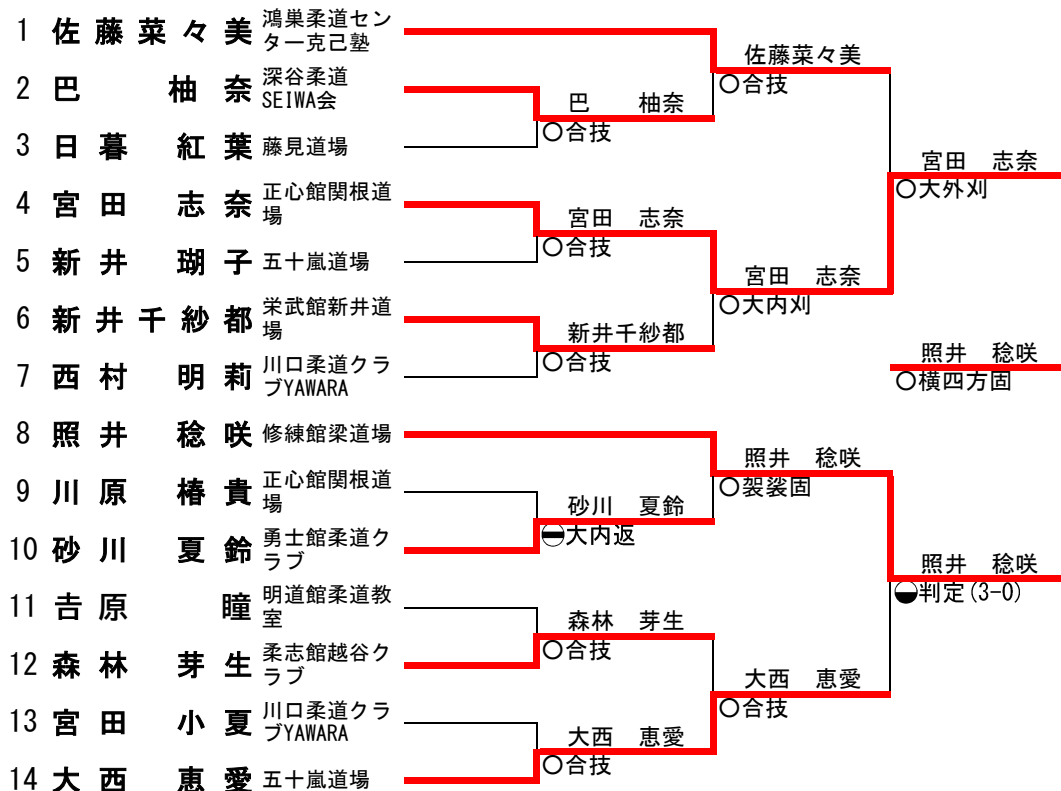 1 佐藤菜々美 鴻巣柔道セン
ター克己塾
2 巴 柚奈 深谷柔道
SEIWA会
3 日暮 紅葉 藤見道場
4 宮田 志奈 正心館関根道
場
5 新井 瑚子 五十嵐道場
6 新井千紗都 栄武館新井道
場
7 西村 明莉 川口柔道クラ
ブYAWARA
8 照井 稔咲 修練館梁道場
9 川原 椿貴 正心館関根道
場
10 砂川 夏鈴 勇士館柔道ク
ラブ
11 吉原 瞳 明道館柔道教
室
12 森林 芽生 柔志館越谷ク
ラブ
13 宮田 小夏 川口柔道クラ
ブYAWARA
14 大西 恵愛 五十嵐道場
巴 柚奈
○合技
宮田 志奈
○合技
新井千紗都
○合技
砂川 夏鈴
大内返
森林 芽生
○合技
大西 恵愛
○合技
佐藤菜々美
○合技
宮田 志奈
○大内刈
照井 稔咲
○袈裟固
大西 恵愛
○合技
宮田 志奈
○大外刈
照井 稔咲
○横四方固
照井 稔咲
判定(3-0)